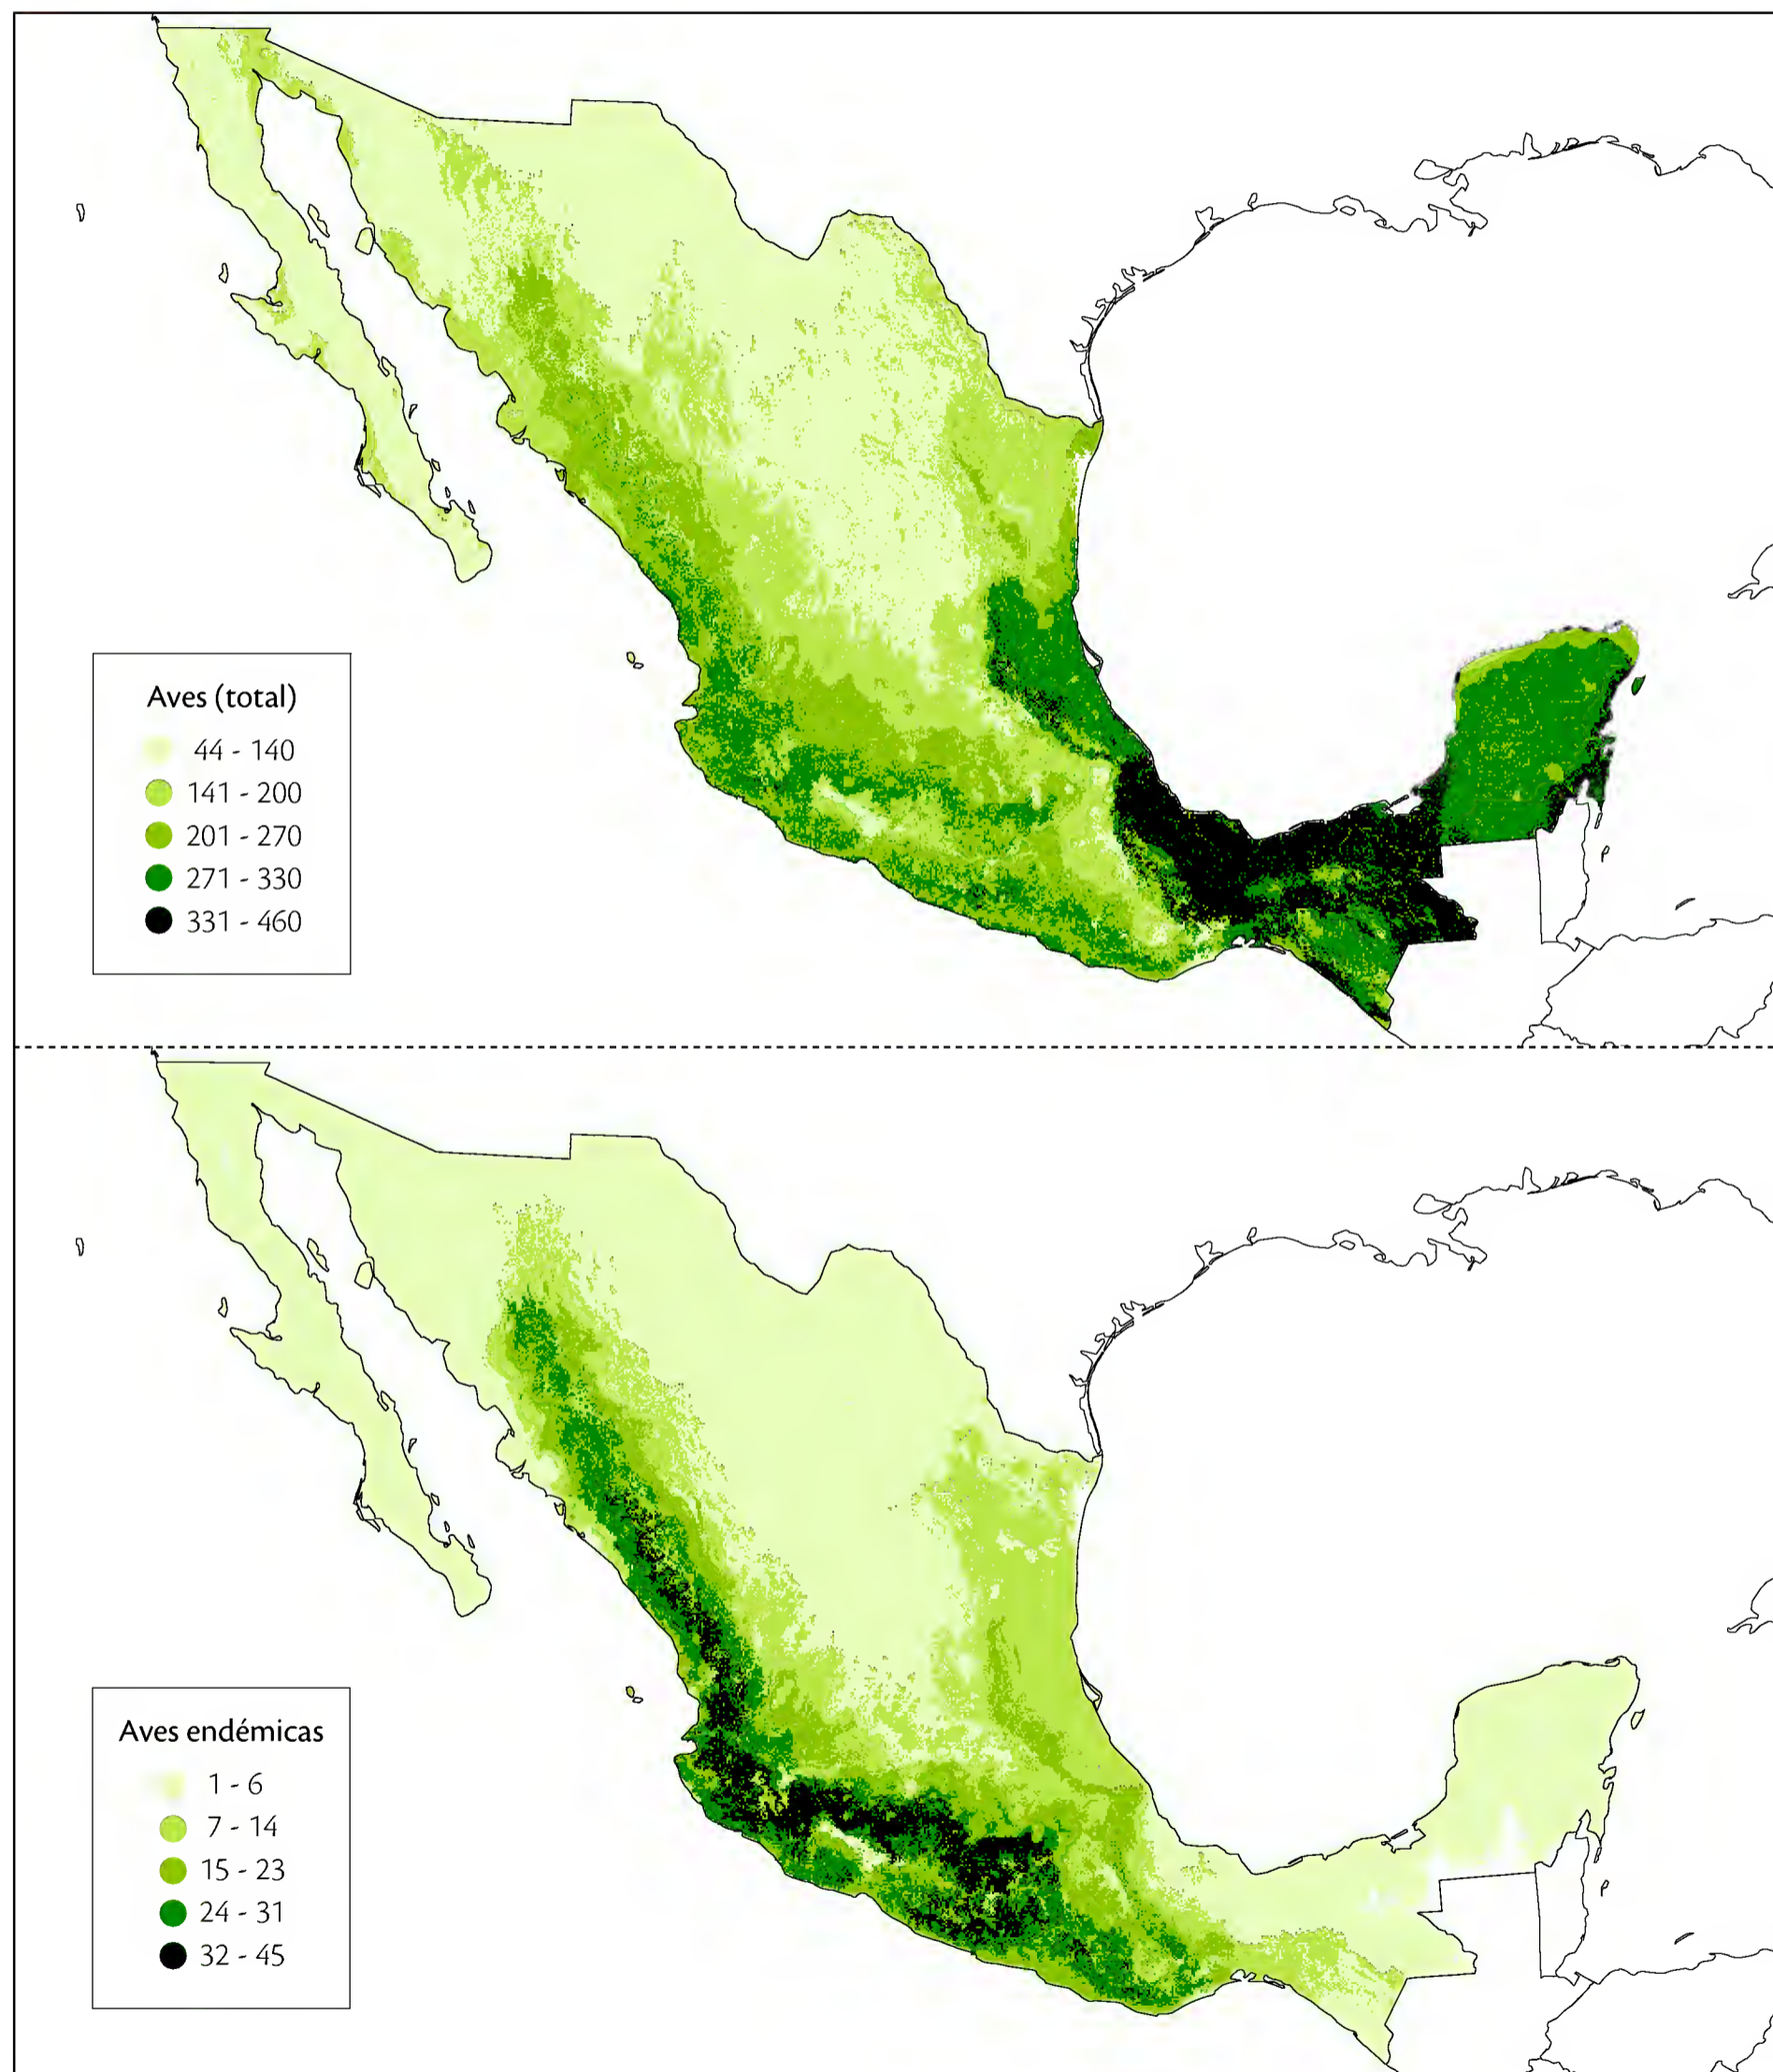 Aves (total)
44 - 140
141 - 200
201 - 270
271 - 330
331 - 460
Aves endémicas
1 - 6
7 - 14
15 - 23
24 - 31
32 - 45